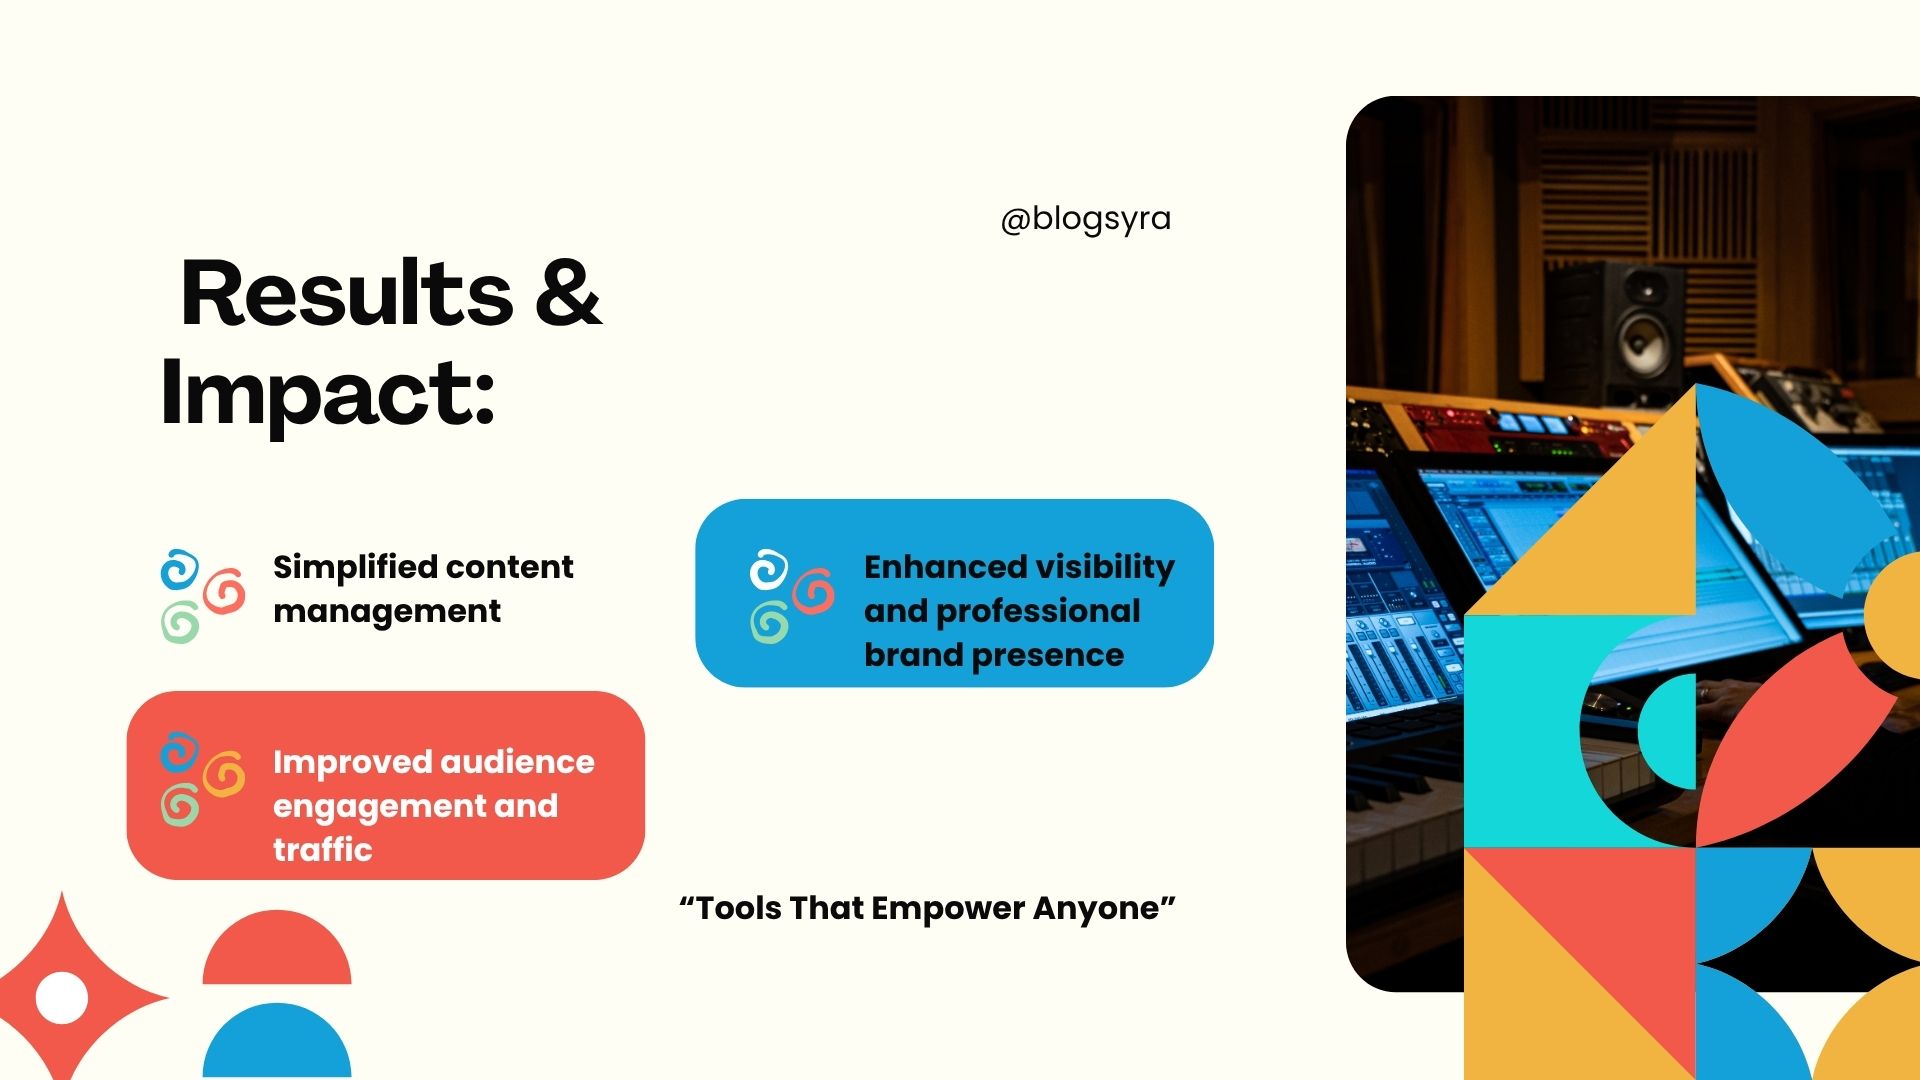 @blogsyra
Results &
Impact:
Simplified content
management
Enhanced visibility
and professional
brand presence
Improved audience
engagement and
traffic
“Tools That Empower Anyone”